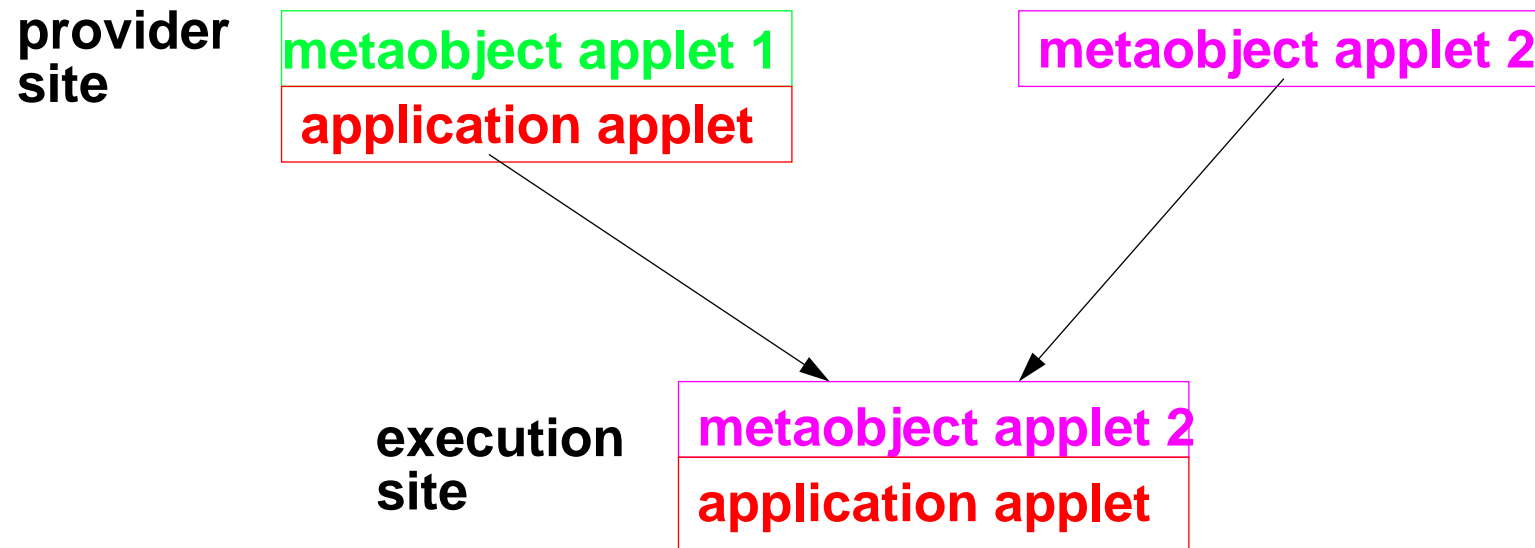 provider
site
metaobject applet 1
application applet
metaobject applet 2
execution
site
metaobject applet 2
application applet